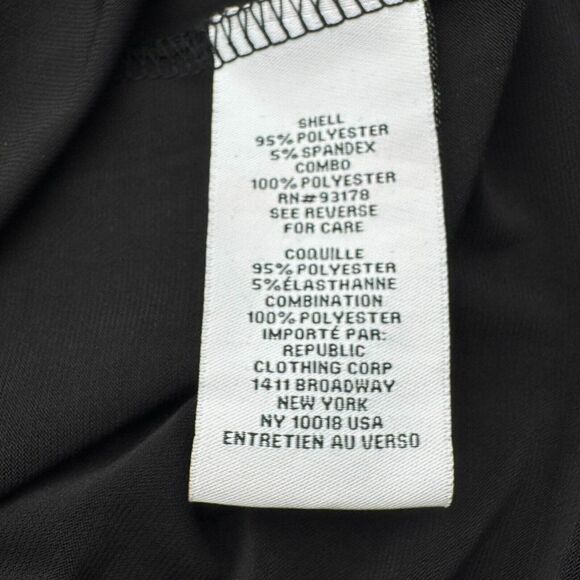 SHELL
95% POLYESTER
5% SPANDEX
COMBO
100% POLYESTER
RN#93178
SEE REVERSE
FOR CARE
COQUILLE
95% POLYESTER
5% ÉLASTHANNE
COMBINATION
100% POLYESTER
IMPORTÉ PAR:
REPUBLIC
CLOTHING CORP
1411 BROADWAY
NEW YORK
NY 10018 USA
ENTRETIEN AU VERSO